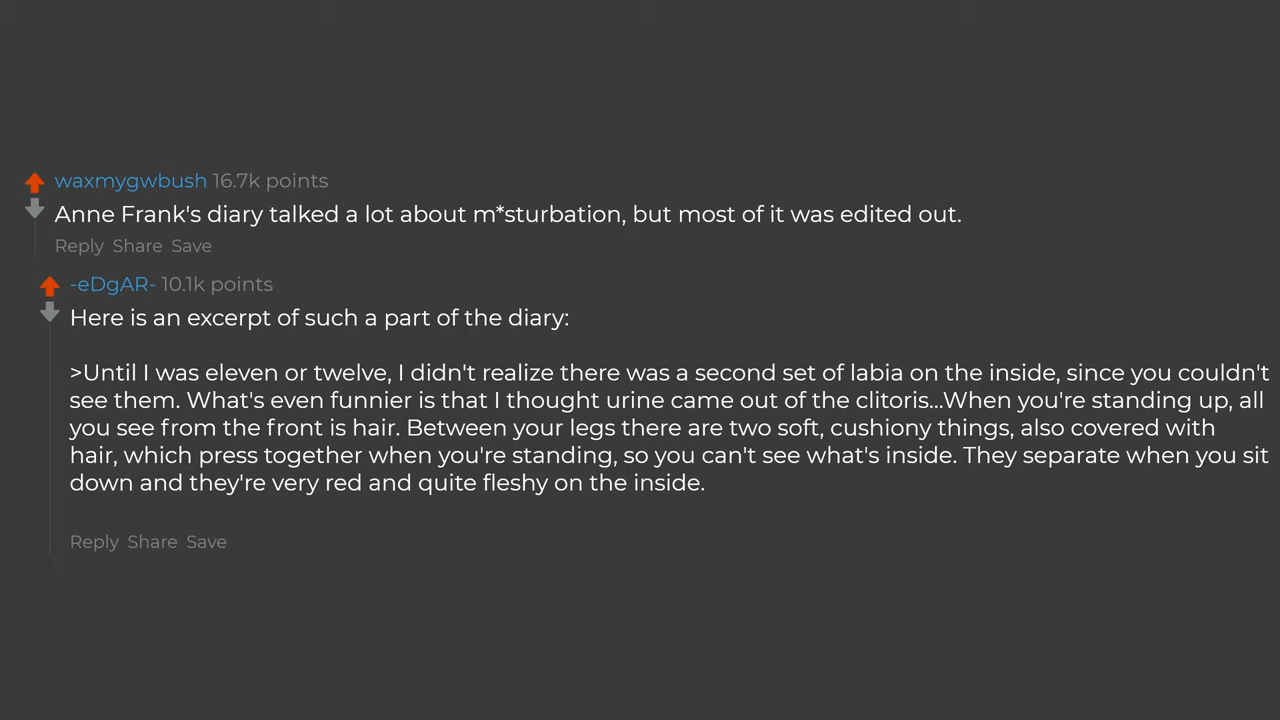 waxmygwbush 16.7k points
Anne Frank's diary talked a lot about m*sturbation, but most of it was edited out.
Reply Share Save
-eDgAR- 10.1k points
Here is an excerpt of such a part of the diary:
>Until I was eleven or twelve, I didn't realize there was a second set of labia on the inside, since you couldn't
see them. What's even funnier is that I thought urine came out of the clitoris...When you're standing up, all
you see from the front is hair. Between your legs there are two soft, cushiony things, also covered with
hair, which press together when you're standing, so you can't see what's inside. They separate when you sit
down and they're very red and quite fleshy on the inside.
Reply Share Save